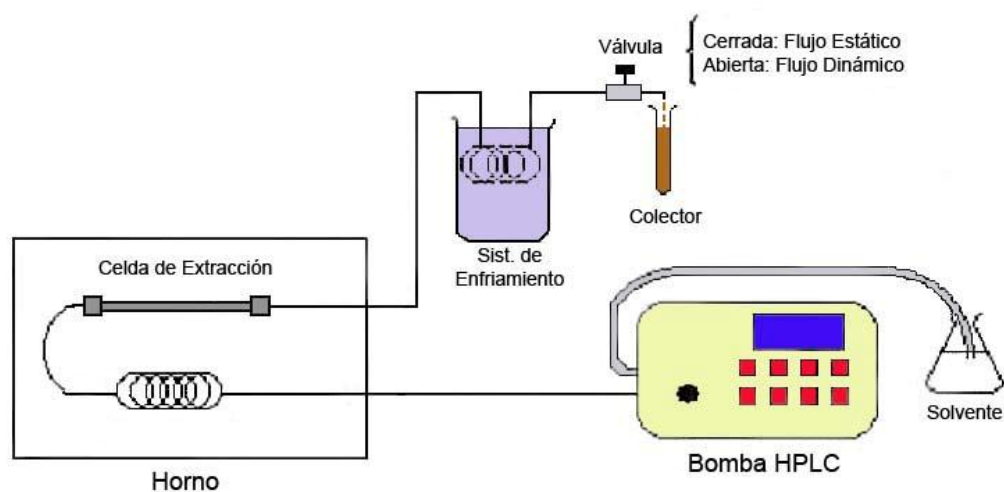 Válvula
Cerrada: Flujo Estático
Abierta: Flujo Dinámico
Colector
Sist. de
Enfriamiento
Celda de Extracción
Solvente
Bomba HPLC
Horno